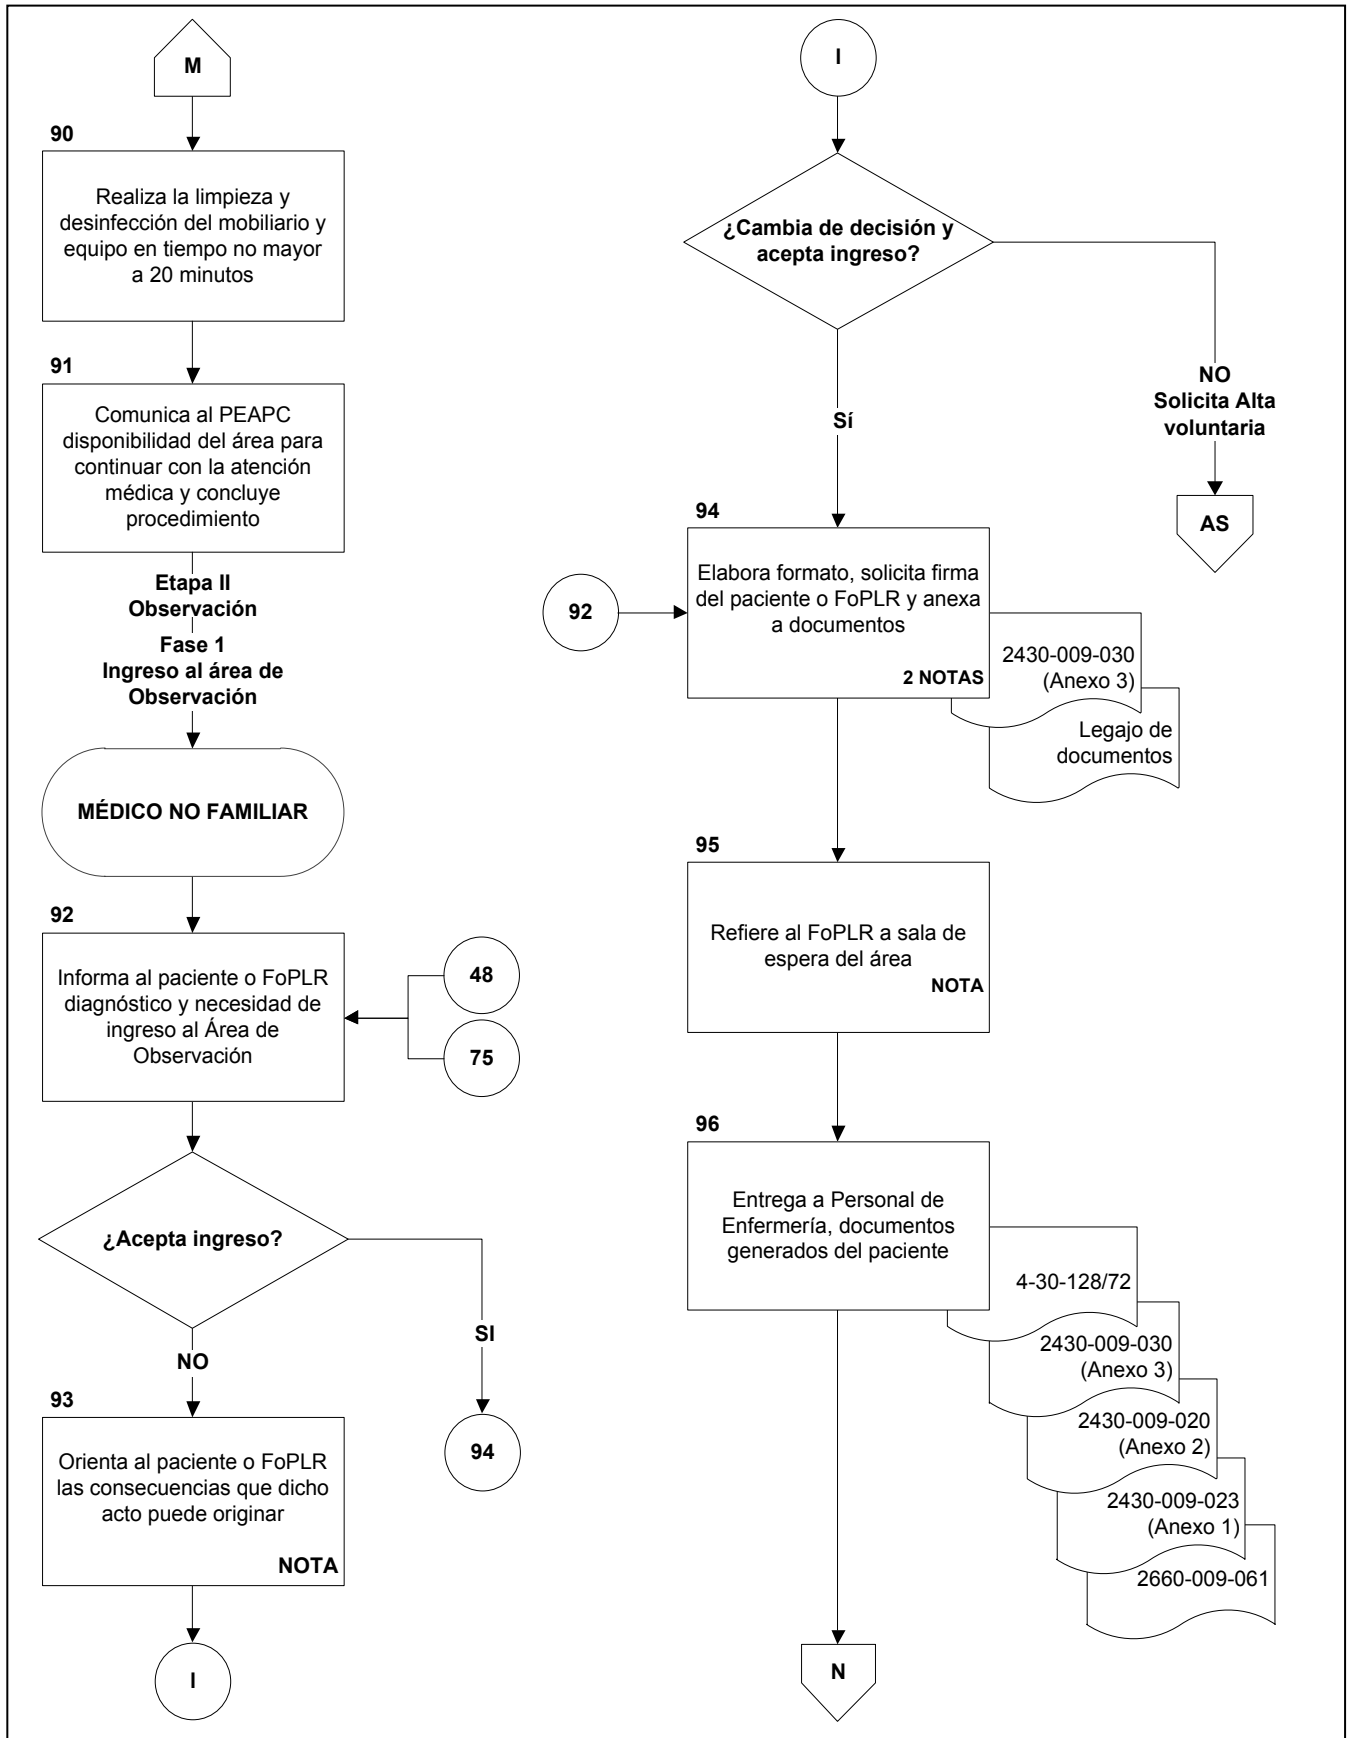 M
90
Realiza la limpieza y
desinfección del mobiliario y
equipo en tiempo no mayor
a 20 minutos
91
Comunica al PEAPC
disponibilidad del área para
continuar con la atención
médica y concluye
procedimiento
Etapa II
Observación
Fase 1
Ingreso al área de
Observación
MÉDICO NO FAMILIAR
92
Informa al paciente o FoPLR
diagnóstico y necesidad de
ingreso al Área de
Observación
48
75
¿Acepta ingreso?
SI
NO
94
93
Orienta al paciente o FoPLR
las consecuencias que dicho
acto puede originar
NOTA
I
I
¿Cambia de decisión y
acepta ingreso?
NO
Solicita Alta
voluntaria
Sí
AS
94
92
Elabora formato, solicita firma
del paciente o FoPLR y anexa
a documentos
2 NOTAS
2430-009-030
(Anexo 3)
Legajo de
documentos
95
Refiere al FoPLR a sala de
espera del área
NOTA
96
Entrega a Personal de
Enfermería, documentos
generados del paciente
4-30-128/72
2430-009-030
(Anexo 3)
2430-009-020
(Anexo 2)
2430-009-023
(Anexo 1)
2660-009-061
N